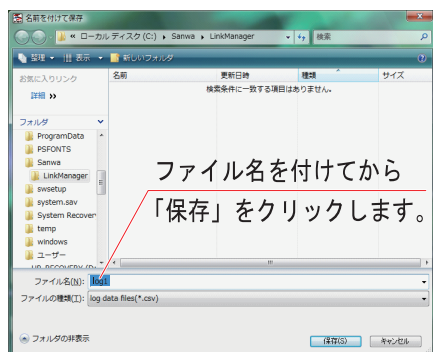 名前を付けて保存
« ローカル ディスク (C:) ▸ Sanwa ▸ LinkManager
検索
整理 表示 新しいフォルダ
お気に入りリンク
詳細 »
フォルダ
ProgramData
PSFONTS
Sanwa
LinkManager
swsetup
system.sav
System Recover
temp
windows
ユーザー
名前 更新日時 種類 サイズ
検索条件に一致する項目はありません。
ファイル名を付けてから
「保存」をクリックします。
ファイル名(N): log1
ファイルの種類(T): log data files(*.csv)
フォルダの非表示
保存(S) キャンセル